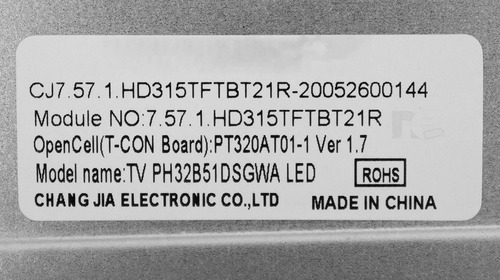 CJ7.57.1.HD315TFTBT21R-20052600144
Module NO:7.57.1.HD315TFTBT21R
OpenCell(T-CON Board):PT320AT01-1 Ver 1.7
Model name:TV PH32B51DSGWA LED ROHS
CHANG JIA ELECTRONIC CO.,LTD MADE IN CHINA